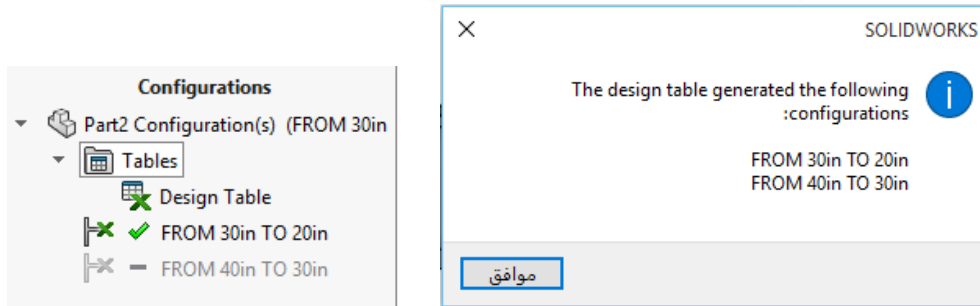 Configurations
Part2 Configuration(s) (FROM 30in
Tables
Design Table
FROM 30in TO 20in
FROM 40in TO 30in
SOLIDWORKS
The design table generated the following
:configurations
FROM 30in TO 20in
FROM 40in TO 30in
موافق